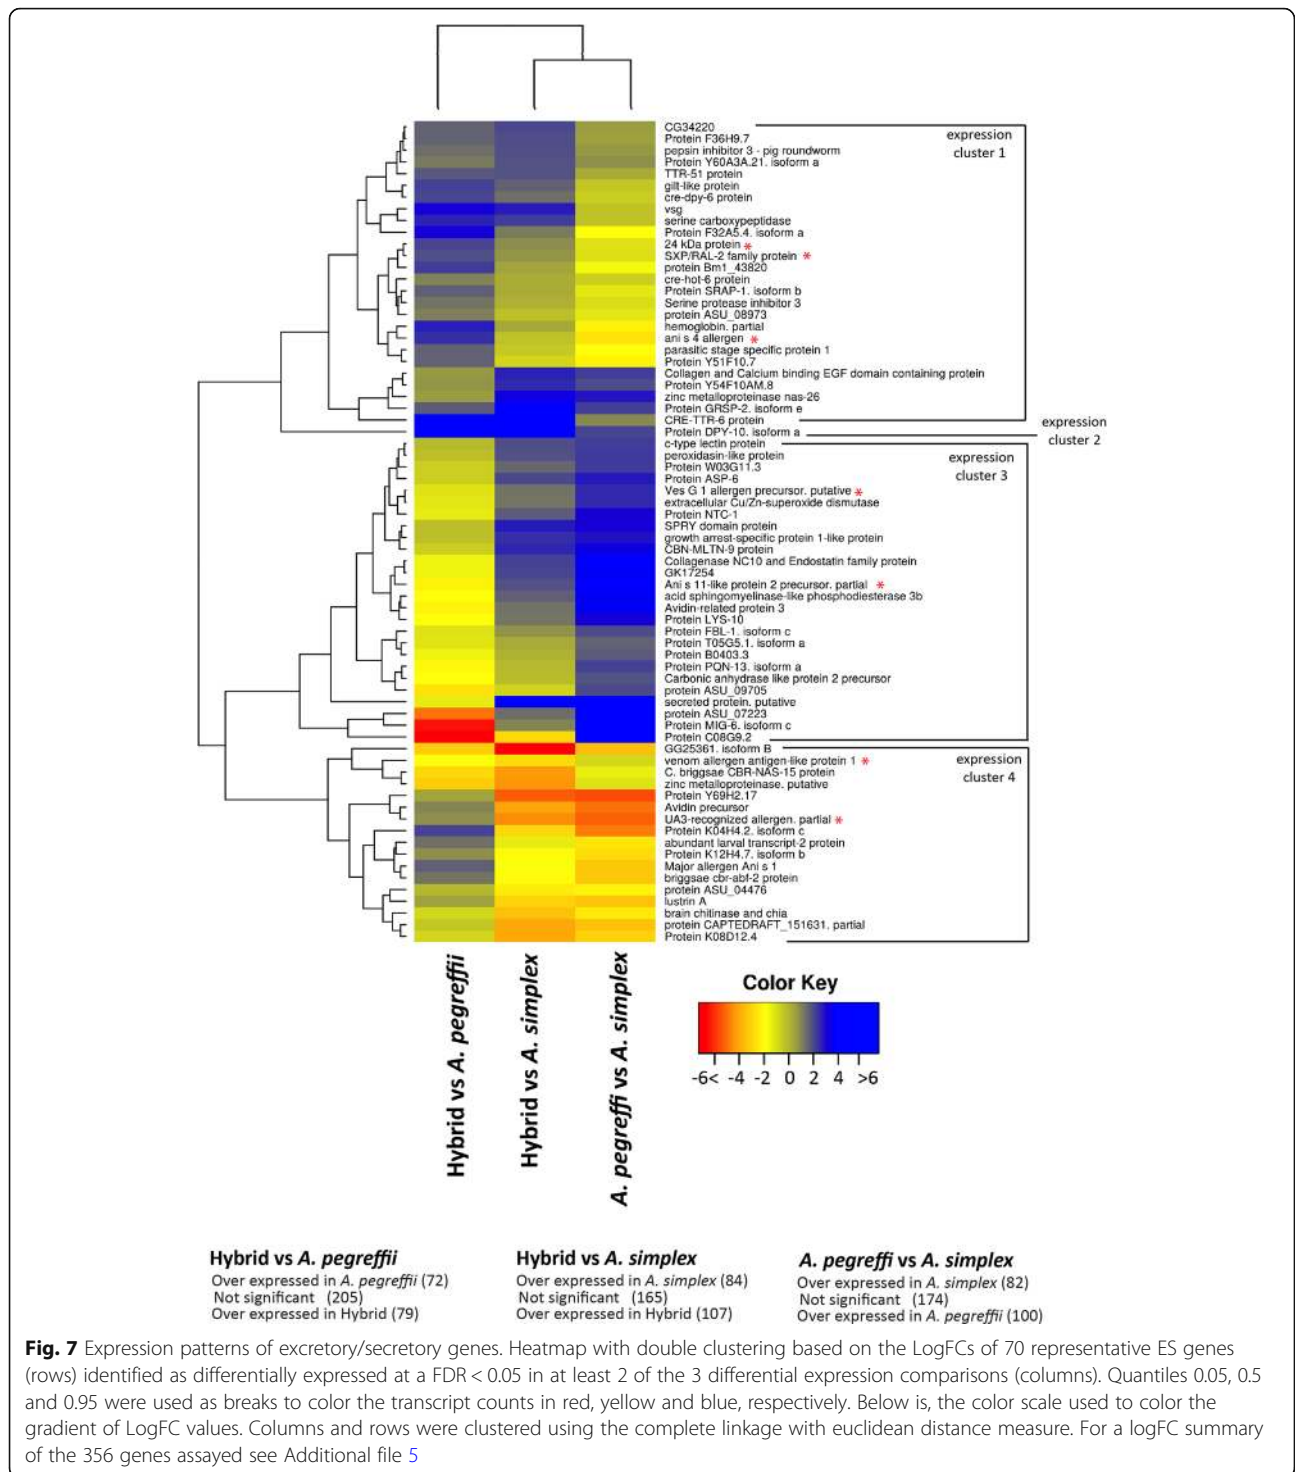 CG34220
Protein F36H9.7
pepsin inhibitor 3 - pig roundworm
Protein Y60A3A.21. isoform a
TTR-51 protein
gilt-like protein
cre-dpy-6 protein
vsg
serine carboxypeptidase
Protein F32A5.4. isoform a
24 kDa protein *
SXP/RAL-2 family protein *
protein Bm1_43820
cre-hot-6 protein
Protein SRAP-1. isoform b
Serine protease inhibitor 3
protein ASU_08973
hemoglobin. partial
ani s 4 allergen *
parasitic stage specific protein 1
Protein Y51F10.7
Collagen and Calcium binding EGF domain containing protein
Protein Y54F10AM.8
zinc metalloproteinase nas-26
Protein GRSP-2. isoform e
CRE-TTR-6 protein
expression
cluster 1
Protein DPY-10. isoform a
expression
cluster 2
c-type lectin protein
peroxidasin-like protein
Protein W03G11.3
Protein ASP-6
Ves G 1 allergen precursor. putative *
extracellular Cu/Zn-superoxide dismutase
Protein NTC-1
SPRY domain protein
growth arrest-specific protein 1-like protein
CBN-MLTN-9 protein
Collagenase NC10 and Endostatin family protein
GK17254
Ani s 11-like protein 2 precursor. partial *
acid sphingomyelinase-like phosphodiesterase 3b
Avidin-related protein 3
Protein LYS-10
Protein FBL-1. isoform c
Protein T05G5.1. isoform a
Protein B0403.3
Protein PQN-13. isoform a
Carbonic anhydrase like protein 2 precursor
protein ASU_09705
secreted protein. putative
protein ASU_07223
Protein MIG-6. isoform c
Protein C08G9.2
expression
cluster 3
GG25361. isoform B
venom allergen antigen-like protein 1 *
C. briggsae CBR-NAS-15 protein
zinc metalloproteinase. putative
Protein Y69H2.17
Avidin precursor
UA3-recognized allergen. partial *
Protein K04H4.2. isoform c
abundant larval transcript-2 protein
Protein K12H4.7. isoform b
Major allergen Ani s 1
briggsae cbr-abf-2 protein
protein ASU_04476
lustrin A
brain chitinase and chia
protein CAPTEDRAFT_151631. partial
Protein K08D12.4
expression
cluster 4
Hybrid vs A. pegreffii
Hybrid vs A. simplex
A. pegreffi vs A. simplex
Color Key
-6< -4 -2 0 2 4 >6
Hybrid vs A. pegreffii
Over expressed in A. pegreffii (72)
Not significant (205)
Over expressed in Hybrid (79)
Hybrid vs A. simplex
Over expressed in A. simplex (84)
Not significant (165)
Over expressed in Hybrid (107)
A. pegreffi vs A. simplex
Over expressed in A. simplex (82)
Not significant (174)
Over expressed in A. pegreffii (100)
Fig. 7 Expression patterns of excretory/secretory genes. Heatmap with double clustering based on the LogFCs of 70 representative ES genes
(rows) identified as differentially expressed at a FDR < 0.05 in at least 2 of the 3 differential expression comparisons (columns). Quantiles 0.05, 0.5
and 0.95 were used as breaks to color the transcript counts in red, yellow and blue, respectively. Below is, the color scale used to color the
gradient of LogFC values. Columns and rows were clustered using the complete linkage with euclidean distance measure. For a logFC summary
of the 356 genes assayed see Additional file 5